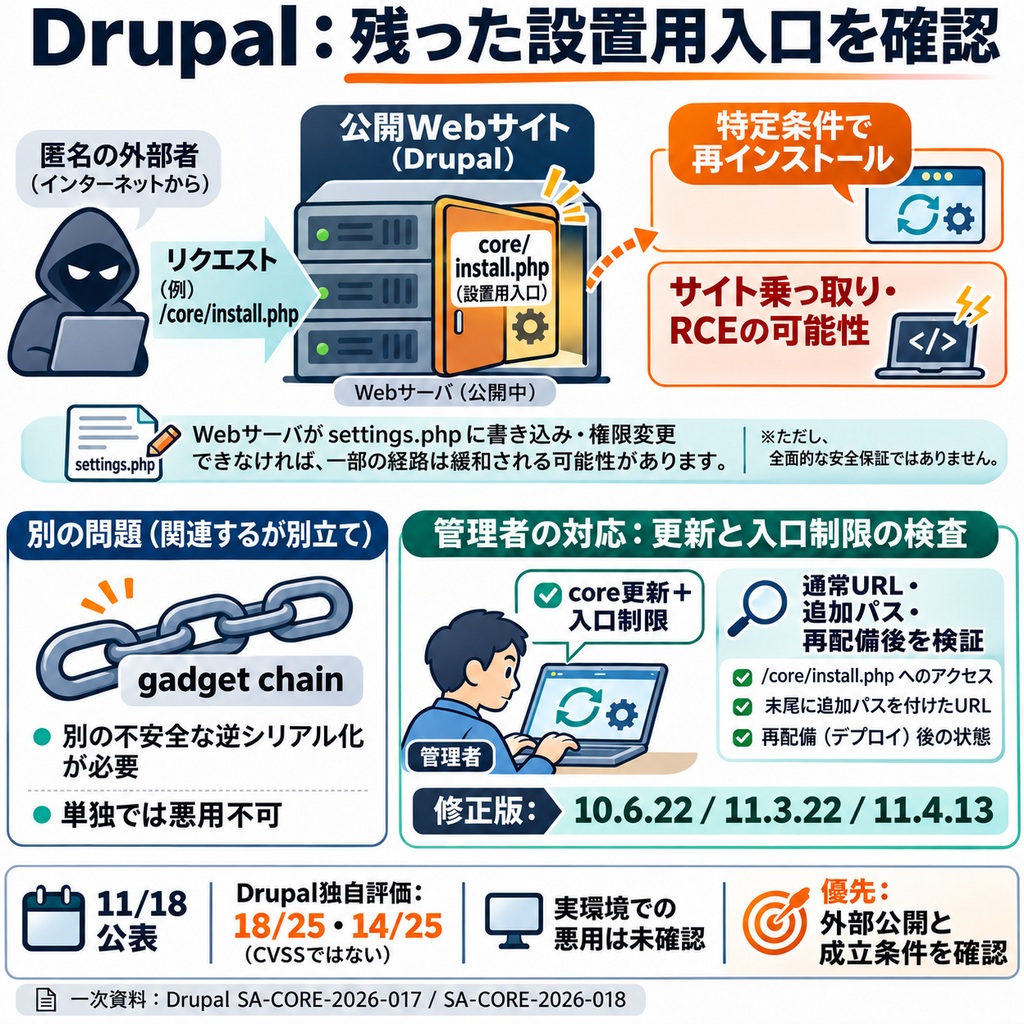 Drupal：残った設置用入口を確認
匿名の外部者
（インターネットから）
リクエスト
（例）
/core/install.php
公開Webサイト
（Drupal）
core/
install.php
（設置用入口）
Webサーバ（公開中）
特定条件で
再インストール
サイト乗っ取り・
RCEの可能性
</>
settings.php
Webサーバが settings.php に書き込み・権限変更
できなければ、一部の経路は緩和される可能性があります。
※ただし、
全面的な安全保証ではありません。
別の問題（関連するが別立て）
gadget chain
別の不安全な逆シリアル化
が必要
単独では悪用不可
管理者の対応：更新と入口制限の検査
core更新＋
入口制限
管理者
通常URL・
追加パス・
再配備後を検証
/core/install.php へのアクセス
末尾に追加パスを付けたURL
再配備（デプロイ）後の状態
修正版：
10.6.22 / 11.3.22 / 11.4.13
11/18
公表
Drupal独自評価：
18/25・14/25
（CVSSではない）
実環境での
悪用は未確認
優先：
外部公開と
成立条件を確認
一次資料：Drupal SA-CORE-2026-017 / SA-CORE-2026-018